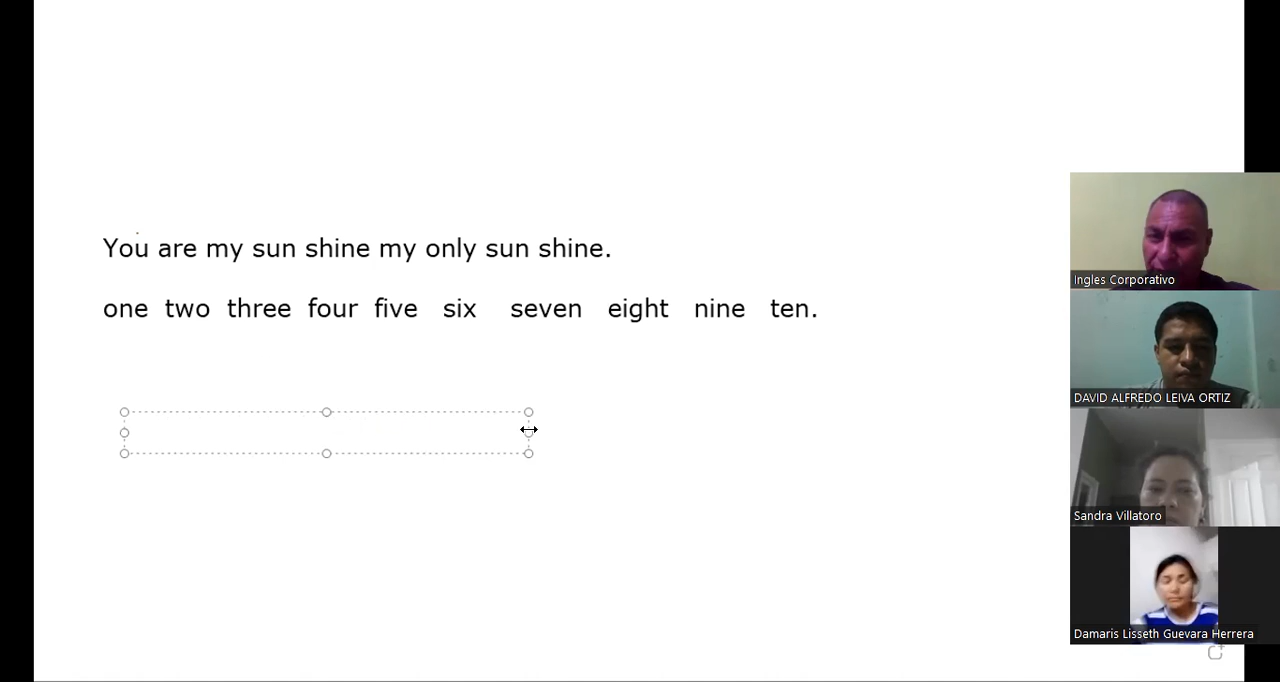 You are my sun shine my only sun shine.
one two three four five six seven eight nine ten.
Ingles Corporativo
DAVID ALFREDO LEIVA ORTIZ
Sandra Villatoro
Damaris Lisseth Guevara Herrera